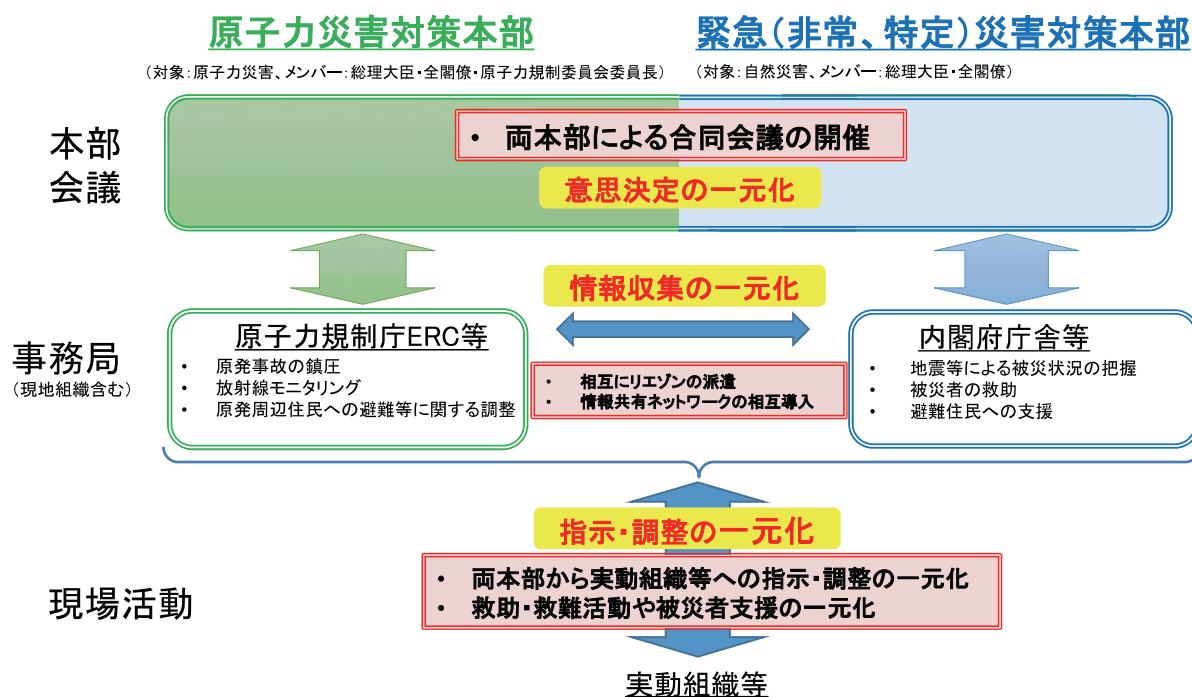 原子力災害対策本部
緊急（非常、特定）災害対策本部
（対象：原子力災害、メンバー：総理大臣・全閣僚・原子力規制委員会委員長）
（対象：自然災害、メンバー：総理大臣・全閣僚）
本部
会議
・ 両本部による合同会議の開催
意思決定の一元化
情報収集の一元化
事務局
（現地組織含む）
原子力規制庁ERC等
・ 原発事故の鎮圧
・ 放射線モニタリング
・ 原発周辺住民への避難等に関する調整
・ 相互にリエゾンの派遣
・ 情報共有ネットワークの相互導入
内閣府庁舎等
・ 地震等による被災状況の把握
・ 被災者の救助
・ 避難住民への支援
指示・調整の一元化
現場活動
・ 両本部から実動組織等への指示・調整の一元化
・ 救助・救難活動や被災者支援の一元化
実動組織等